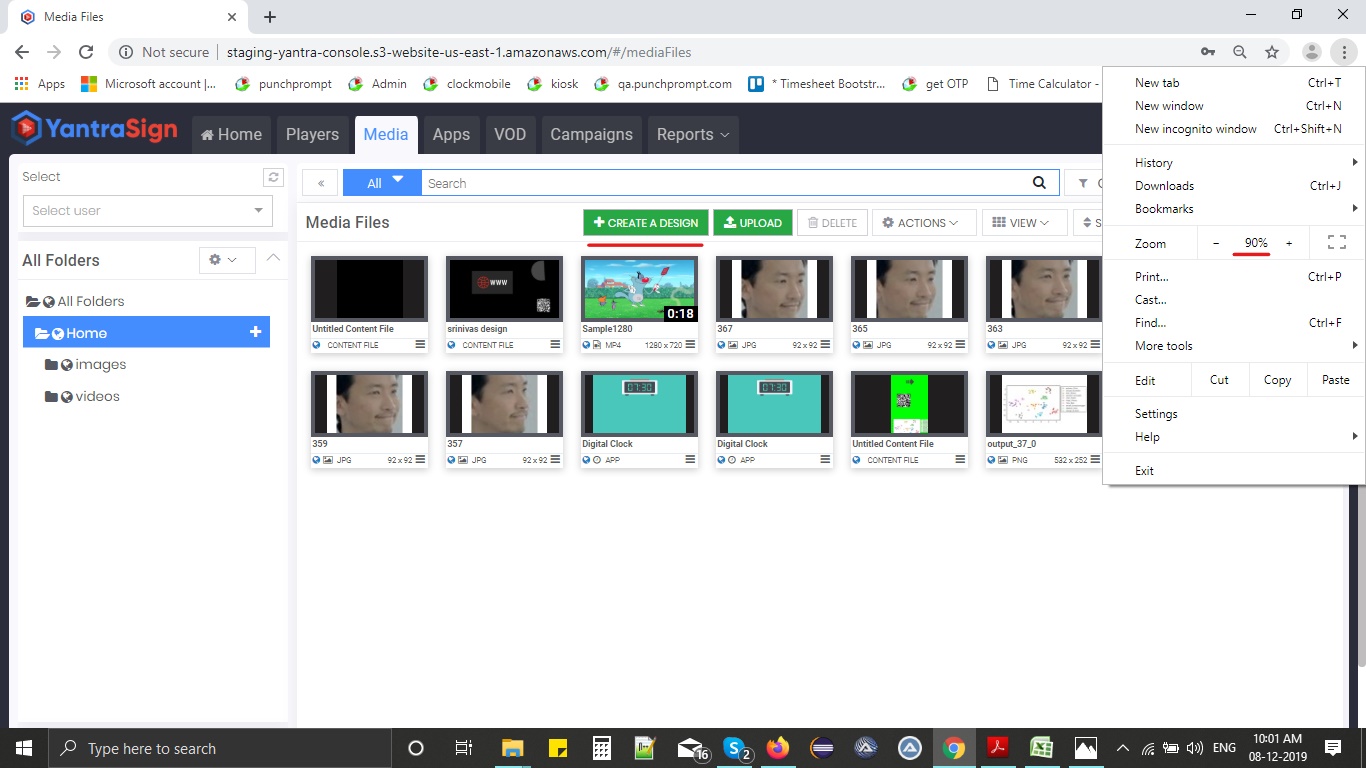 Media Files
Not secure | staging-yantra-console.s3-website-us-east-1.amazonaws.com/#/mediaFiles
Apps Microsoft account |... punchprompt Admin clockmobile kiosk qa.punchprompt.com * Timesheet Bootstr... get OTP Time Calculator -
New tab Ctrl+T
New window Ctrl+N
New incognito window Ctrl+Shift+N
History
Downloads Ctrl+J
Bookmarks
Zoom − 90% +
Print... Ctrl+P
Cast...
Find... Ctrl+F
More tools
Edit Cut Copy Paste
Settings
Help
Exit
YantraSign Home Players Media Apps VOD Campaigns Reports
Select
Select user
All Folders
All Folders
Home +
images
videos
« All Search
Media Files + CREATE A DESIGN UPLOAD DELETE ACTIONS VIEW S
www
0:18
Untitled Content File srinivas design Sample1280 367 365 363
CONTENT FILE CONTENT FILE MP4 1280 x 720 JPG 92 x 92 JPG 92 x 92 JPG 92 x 92
07:30 07:30
359 357 Digital Clock Digital Clock Untitled Content File output_37_0
JPG 92 x 92 JPG 92 x 92 APP APP CONTENT FILE PNG 532 x 252
Type here to search 16 2 ENG 10:01 AM
08-12-2019